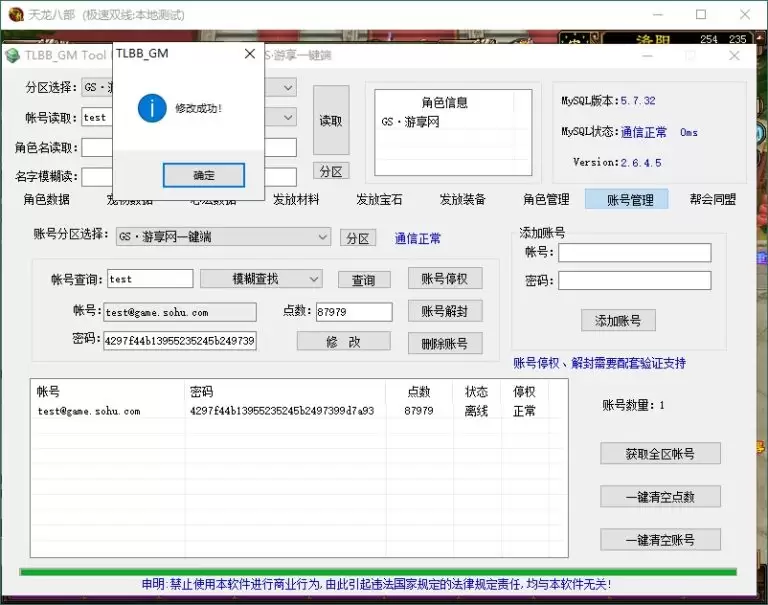 天龙八部 (极速双线:本地测试)
洛阳 254 235
TLBB_GM Tool
S·游享一键端
TLBB_GM
修改成功!
确定
分区选择: GS·
帐号读取: test
角色名读取:
名字模糊读:
读取
分区
角色信息
GS·游享网
MySQL版本:5.7.32
MySQL状态:通信正常 0ms
Version:2.6.4.5
角色数据 发放材料 发放宝石 发放装备 角色管理 账号管理 帮会同盟
账号分区选择: GS·游享网一键端 分区 通信正常
帐号查询: test 模糊查找 查询 账号停权
帐号: test@game.sohu.com 点数: 87979 账号解封
密码: 4297f44b13955235245b249739 修 改 删除账号
添加账号
帐号:
密码:
添加账号
账号停权、解封需要配套验证支持
帐号 密码 点数 状态 停权
test@game.sohu.com 4297f44b13955235245b2497399d7a93 87979 离线 正常
账号数量:1
获取全区帐号
一键清空点数
一键清空账号
申明:禁止使用本软件进行商业行为,由此引起违法国家规定的法律规定责任,均与本软件无关!